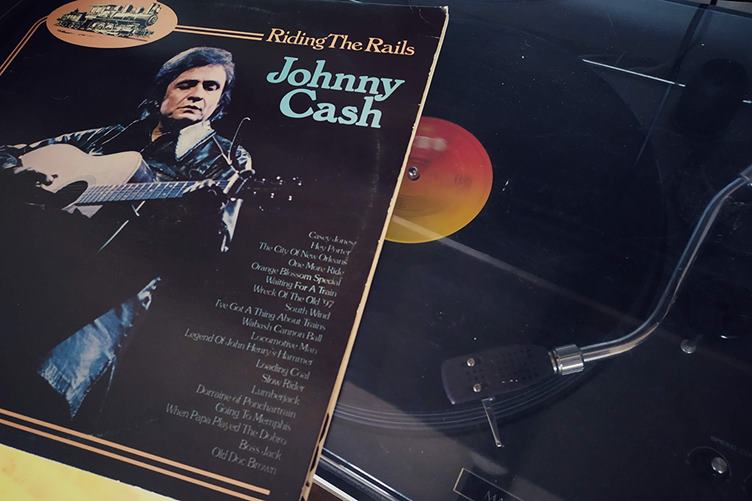 Riding The Rails
Johnny
Cash
Casey Jones
Hey Porter
The City Of New Orleans
One More Ride
Orange Blossom Special
Waiting For A Train
Wreck Of The Old '97
South Wind
I've Got A Thing About Trains
Wabash Cannon Ball
Locomotive Man
Legend Of John Henry's Hammer
Loading Coal
Slow Rider
Lumberjack
Dorraine of Ponchartrain
Going To Memphis
When Papa Played The Dobro
Boss Jack
Old Doc Brown